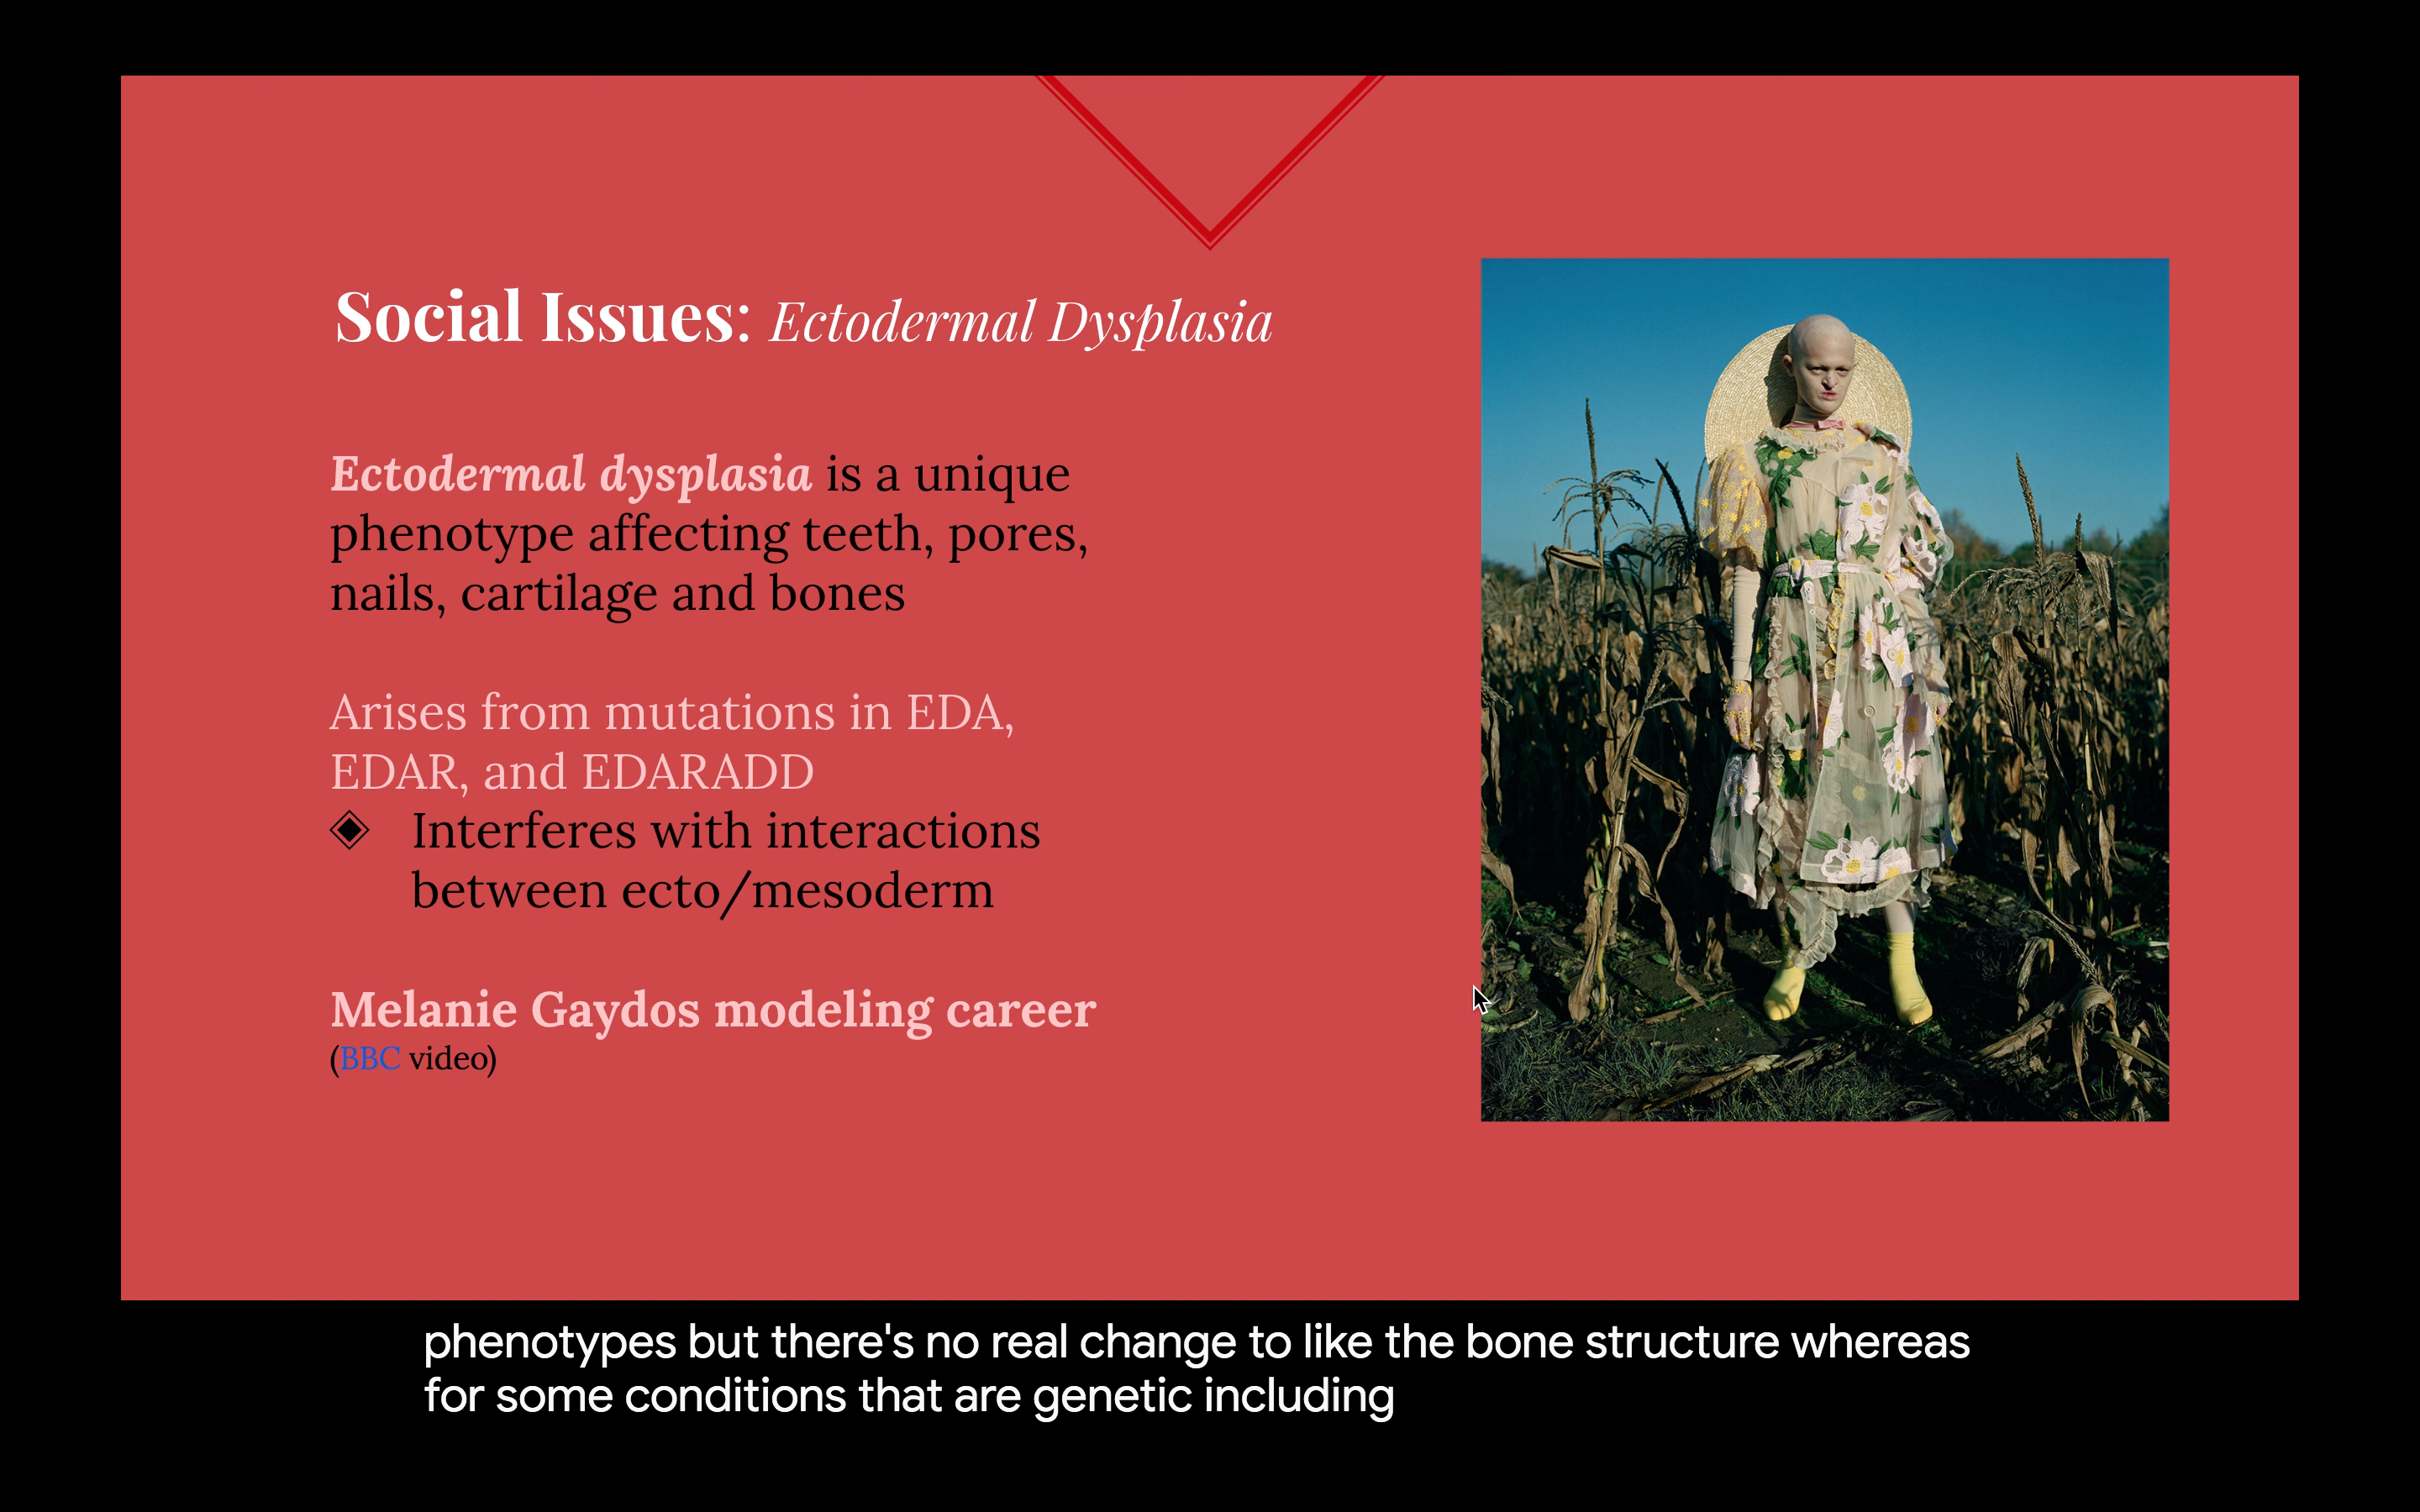 Social Issues: Ectodermal Dysplasia
Ectodermal dysplasia is a unique
phenotype affecting teeth, pores,
nails, cartilage and bones
Arises from mutations in EDA,
EDAR, and EDARADD
Interferes with interactions
between ecto/mesoderm
Melanie Gaydos modeling career
(BBC video)
phenotypes but there's no real change to like the bone structure whereas
for some conditions that are genetic including